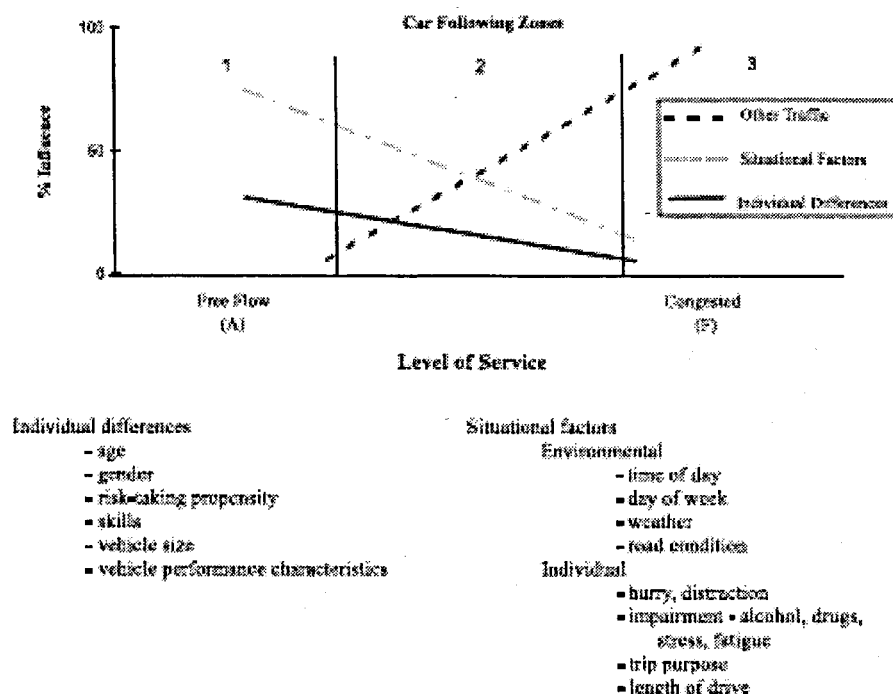 100
Car Following Zones
1
2
3
Other Traffic
Situational Factors
Individual Differences
% Influence
0
Free Flow
(A)
Congested
(F)
Level of Service
Individual differences
- age
- gender
- risk-taking propensity
- skills
- vehicle size
- vehicle performance characteristics
Situational factors
Environmental
- time of day
- day of week
- weather
- road condition
Individual
- hurry, distraction
- impairment - alcohol, drugs,
stress, fatigue
- trip purpose
- length of drive